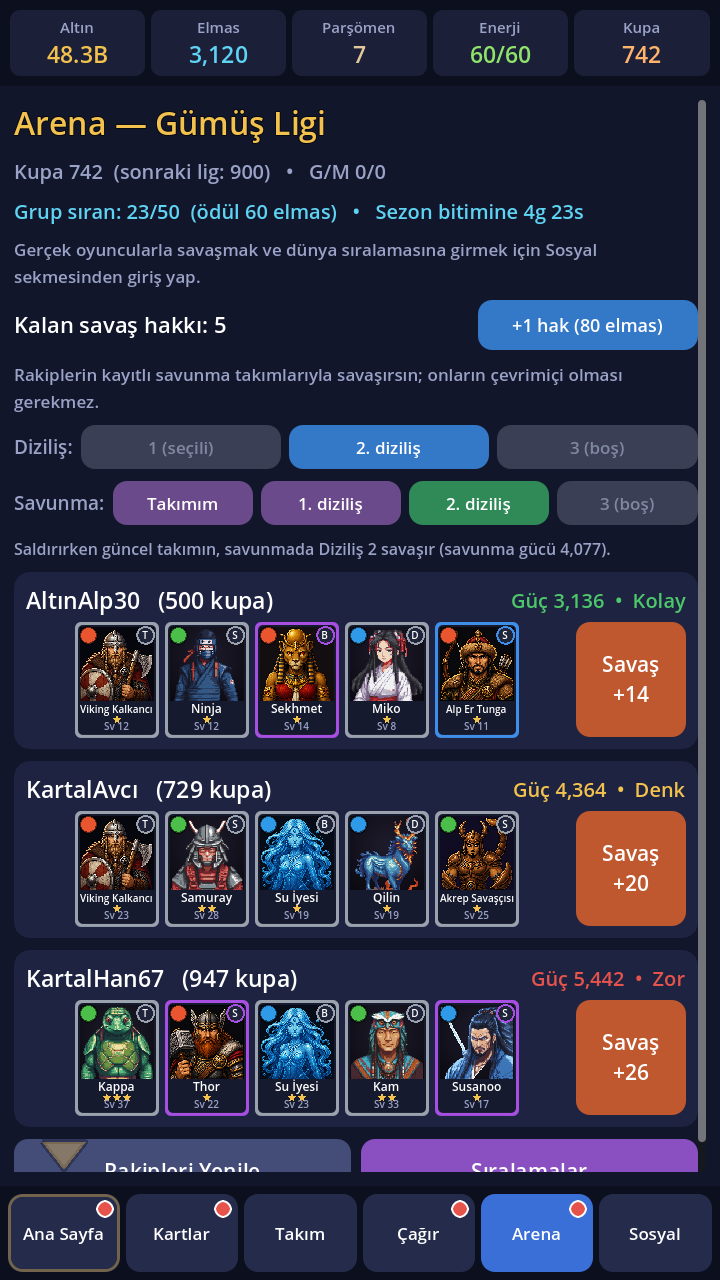 Altın Elmas Parşömen Enerji Kupa
48.3B 3,120 7 60/60 742
Arena — Gümüş Ligi
Kupa 742 (sonraki lig: 900) • G/M 0/0
Grup sıran: 23/50 (ödül 60 elmas) • Sezon bitimine 4g 23s
Gerçek oyuncularla savaşmak ve dünya sıralamasına girmek için Sosyal
sekmesinden giriş yap.
Kalan savaş hakkı: 5 +1 hak (80 elmas)
Rakiplerin kayıtlı savunma takımlarıyla savaşırsın; onların çevrimiçi olması
gerekmez.
Diziliş: 1 (seçili) 2. diziliş 3 (boş)
Savunma: Takımım 1. diziliş 2. diziliş 3 (boş)
Saldırırken güncel takımın, savunmada Diziliş 2 savaşır (savunma gücü 4,077).
AltınAlp30 (500 kupa) Güç 3,136 • Kolay
T S B D S
Viking Kalkancı Ninja Sekhmet Miko Alp Er Tunga
Sv 12 Sv 12 Sv 14 Sv 8 Sv 11
Savaş
+14
KartalAvcı (729 kupa) Güç 4,364 • Denk
T S B D S
Viking Kalkancı Samuray Su İyesi Qilin Akrep Savaşçısı
Sv 23 Sv 28 Sv 19 Sv 19 Sv 25
Savaş
+20
KartalHan67 (947 kupa) Güç 5,442 • Zor
T S B D S
Kappa Thor Su İyesi Kam Susanoo
Sv 37 Sv 22 Sv 23 Sv 33 Sv 17
Savaş
+26
Rakipleri Yenile Sıralamalar
Ana Sayfa Kartlar Takım Çağır Arena Sosyal